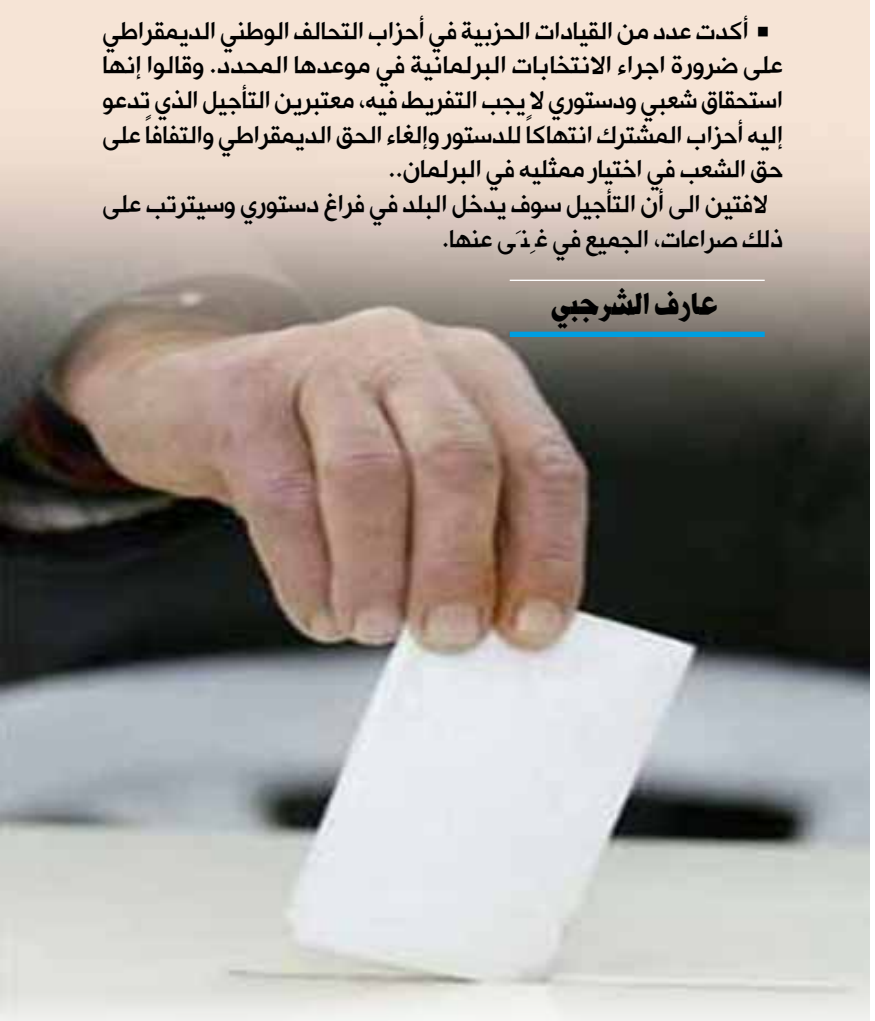 ▪ أكدت عدد من القيادات الحزبية في أحزاب التحالف الوطني الديمقراطي
على ضرورة اجراء الانتخابات البرلمانية في موعدها المحدد. وقالوا إنها
استحقاق شعبي ودستوري لا يجب التفريط فيه، معتبرين التأجيل الذي تدعو
إليه أحزاب المشترك انتهاكاً للدستور وإلغاء الحق الديمقراطي والتفافاً على
حق الشعب في اختيار ممثليه في البرلمان..
لافتين الى أن التأجيل سوف يدخل البلد في فراغ دستوري وسيترتب على
ذلك صراعات، الجميع في غِنَى عنها.
عارف الشرجبي